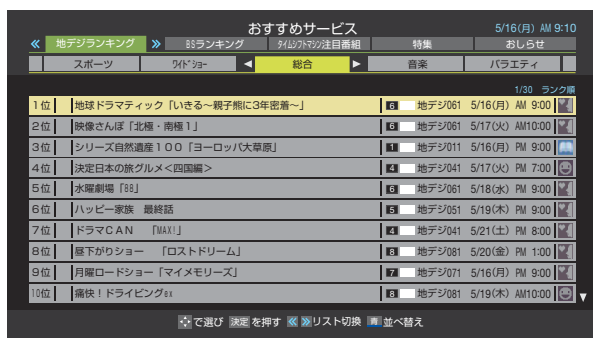 おすすめサービス 5/16(月) AM 9:10
≪ 地デジランキング ≫ BSランキング タイムシフトマシン注目番組 特集 おしらせ
スポーツ ワイドショー ◀ 総合 ▶ 音楽 バラエティ
1/30 ランク順
1位 地球ドラマティック「いきる～親子熊に3年密着～」 6 地デジ061 5/16(月) AM 9:00
2位 映像さんぽ「北極・南極1」 6 地デジ061 5/17(火) AM10:00
3位 シリーズ自然遺産100「ヨーロッパ大草原」 1 地デジ011 5/16(月) PM 9:00
4位 決定日本の旅グルメ<四国編> 4 地デジ041 5/17(火) PM 7:00
5位 水曜劇場「88」 6 地デジ061 5/18(水) PM 9:00
6位 ハッピー家族 最終話 5 地デジ051 5/19(木) PM 9:00
7位 ドラマCAN 「MAX!」 4 地デジ041 5/21(土) PM 8:00
8位 昼下がりショー 「ロストドリーム」 8 地デジ081 5/20(金) PM 1:00
9位 月曜ロードショー「マイメモリーズ」 7 地デジ071 5/16(月) PM 9:00
10位 痛快!ドライビングex 8 地デジ081 5/19(木) AM10:00 ▼
で選び 決定 を押す ≪ ≫ リスト切換 青 並べ替え